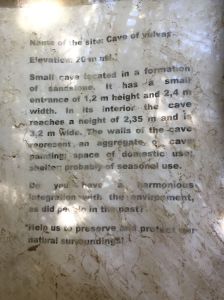 Name of the site: Cave of vulvas
Elevation: 20 m asl.
Small cave located in a formation
of sandstone. It has a small
entrance of 1,2 m height and 2,4 m
width. In its interior the cave
reaches a height of 2,35 m and is
3,2 m wide. The walls of the cave
represent an aggregate of cave
painting; space of domestic use;
shelter probably of seasonal use.
Do you have a harmonious
integration with the environment,
as did people in the past?
Help us to preserve and protect our
natural surroundings!